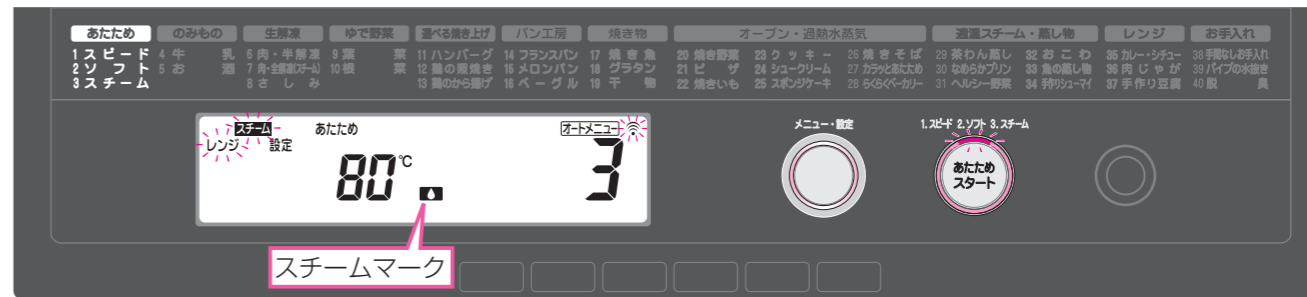 あたため のみもの 生解凍 ゆで野菜 選べる焼き上げ パン工房 焼き物 オーブン・過熱水蒸気 適温スチーム・蒸し物 レンジ お手入れ
1 スピード 4 牛乳 6 肉・半解凍 9 葉菜 11 ハンバーグ 14 フランスパン 17 焼き魚 20 焼き野菜 23 クッキー 26 焼きそば 29 茶わん蒸し 32 おこわ 35 カレー・シチュー 38 手間なしお手入れ
2 ソフト 5 お酒 7 肉・全解凍(スチーム) 10 根菜 12 鶏の照焼き 15 メロンパン 18 グラタン 21 ピザ 24 シュークリーム 27 カラッとあたため 30 なめらかプリン 33 魚の蒸し物 36 肉じゃが 39 パイプの水抜き
3 スチーム 8 さしみ 13 鶏のから揚げ 16 ベーグル 19 干物 22 焼きいも 25 スポンジケーキ 28 らくらくベーカリー 31 ヘルシー野菜 34 手作りシューマイ 37 手作り豆腐 40 脱臭
スチーム あたため オートメニュー
レンジ 設定
80℃ 3
メニュー・設定
1.スピード 2.ソフト 3.スチーム
あたため
スタート
スチームマーク